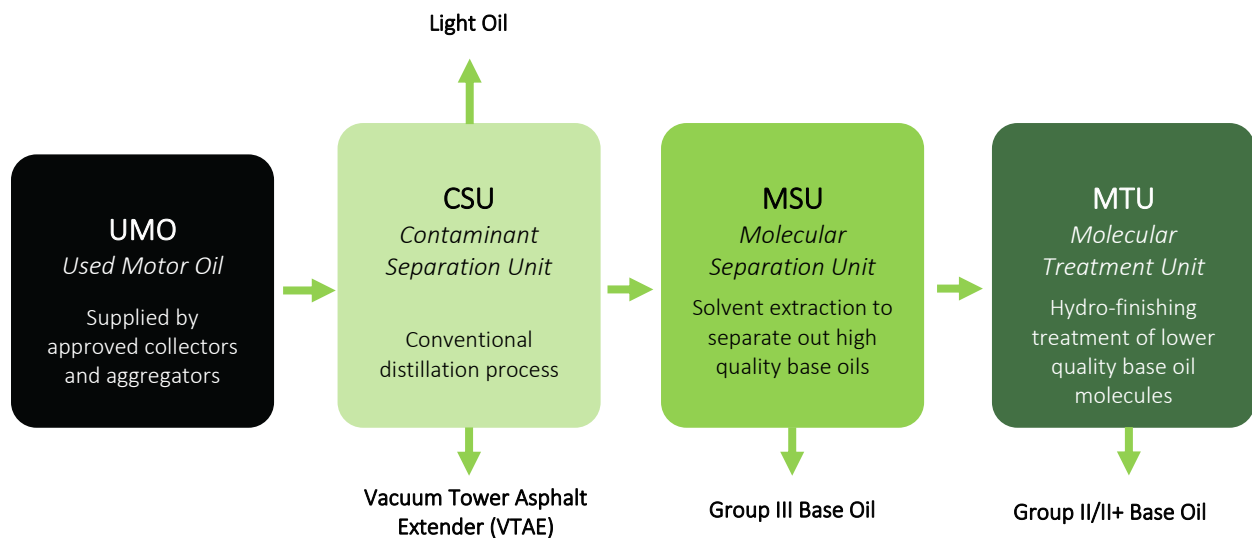 Light Oil
UMO
Used Motor Oil
Supplied by
approved collectors
and aggregators
CSU
Contaminant
Separation Unit
Conventional
distillation process
MSU
Molecular
Separation Unit
Solvent extraction to
separate out high
quality base oils
MTU
Molecular
Treatment Unit
Hydro-finishing
treatment of lower
quality base oil
molecules
Vacuum Tower Asphalt
Extender (VTAE)
Group III Base Oil
Group II/II+ Base Oil